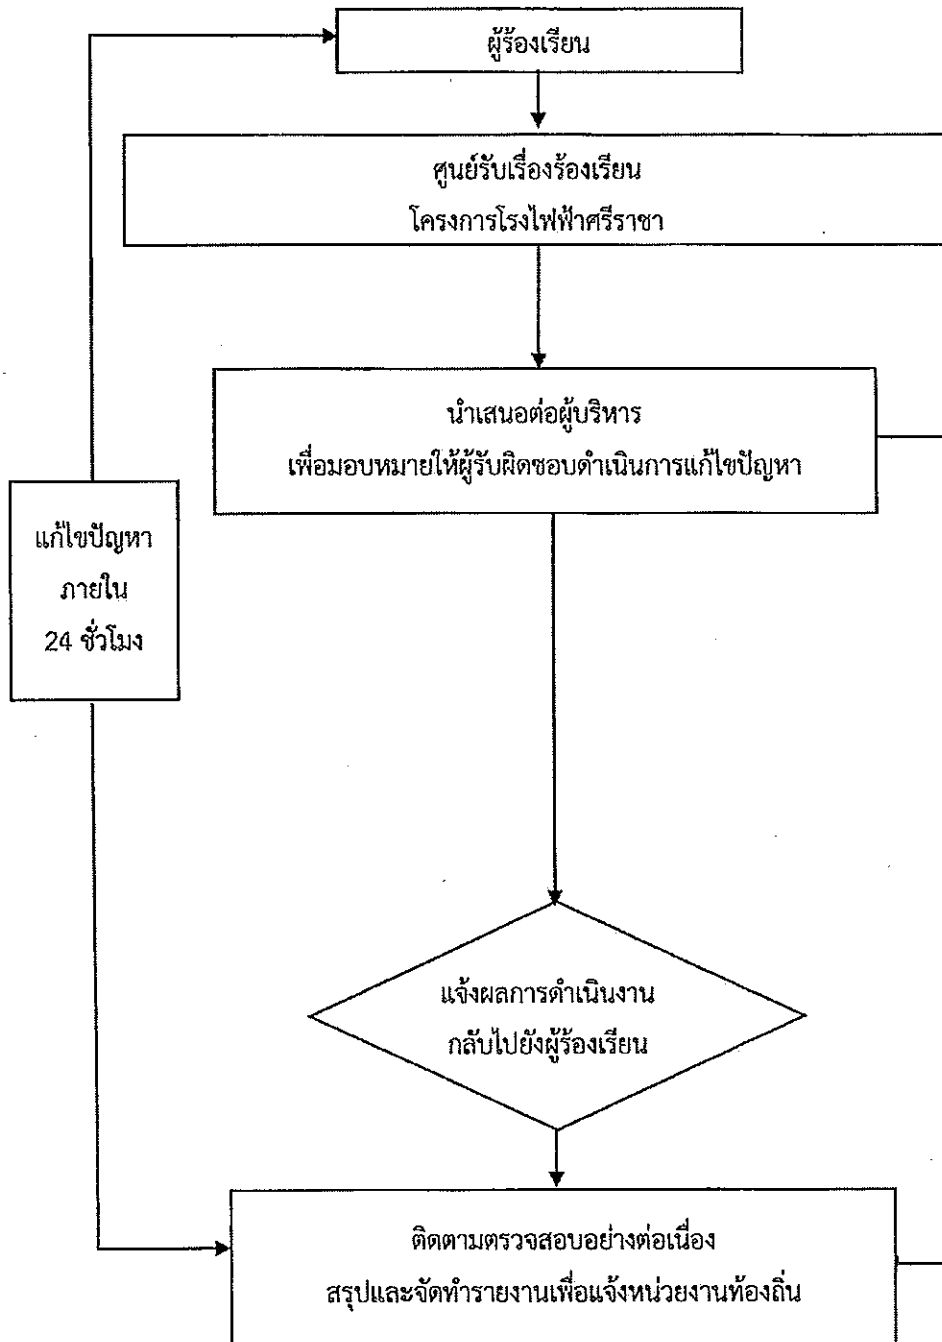 ผู้ร้องเรียน
ศูนย์รับเรื่องร้องเรียน
โครงการโรงไฟฟ้าศรีราชา
นำเสนอต่อผู้บริหาร
เพื่อมอบหมายให้ผู้รับผิดชอบดำเนินการแก้ไขปัญหา
แก้ไขปัญหา
ภายใน
24 ชั่วโมง
แจ้งผลการดำเนินงาน
กลับไปยังผู้ร้องเรียน
ติดตามตรวจสอบอย่างต่อเนื่อง
สรุปและจัดทำรายงานเพื่อแจ้งหน่วยงานท้องถิ่น